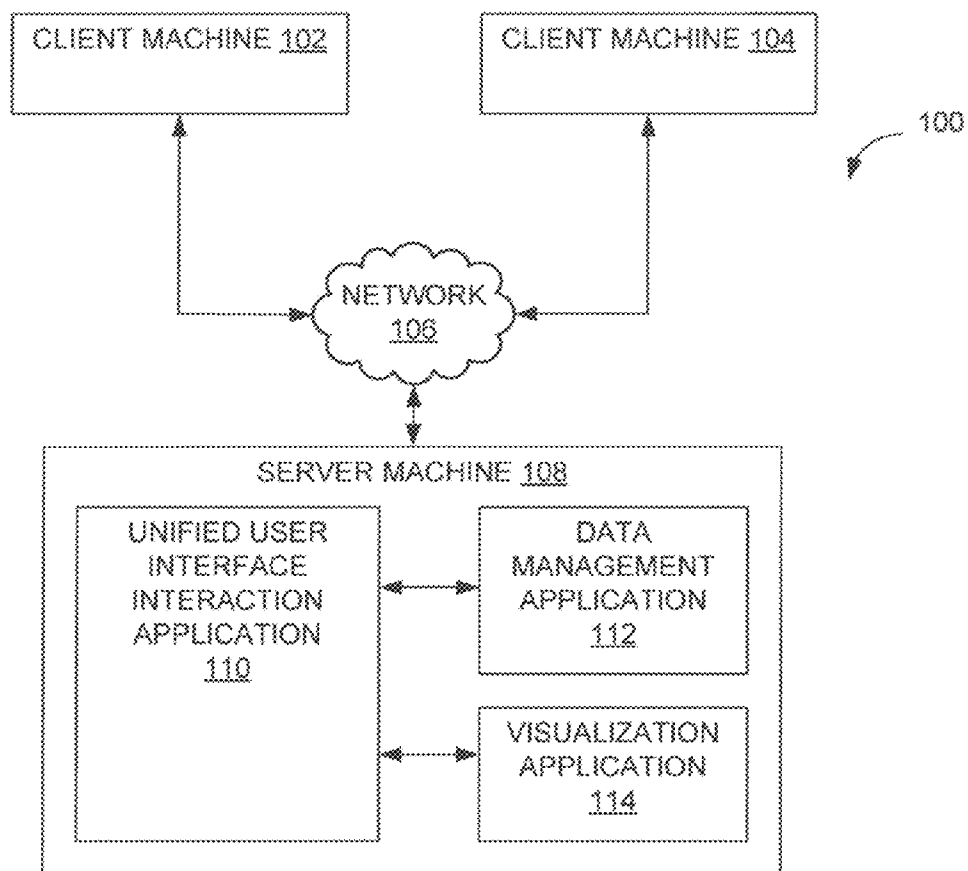 CLIENT MACHINE 102
CLIENT MACHINE 104
100
NETWORK
106
SERVER MACHINE 108
UNIFIED USER
INTERFACE
INTERACTION
APPLICATION
110
DATA
MANAGEMENT
APPLICATION
112
VISUALIZATION
APPLICATION
114